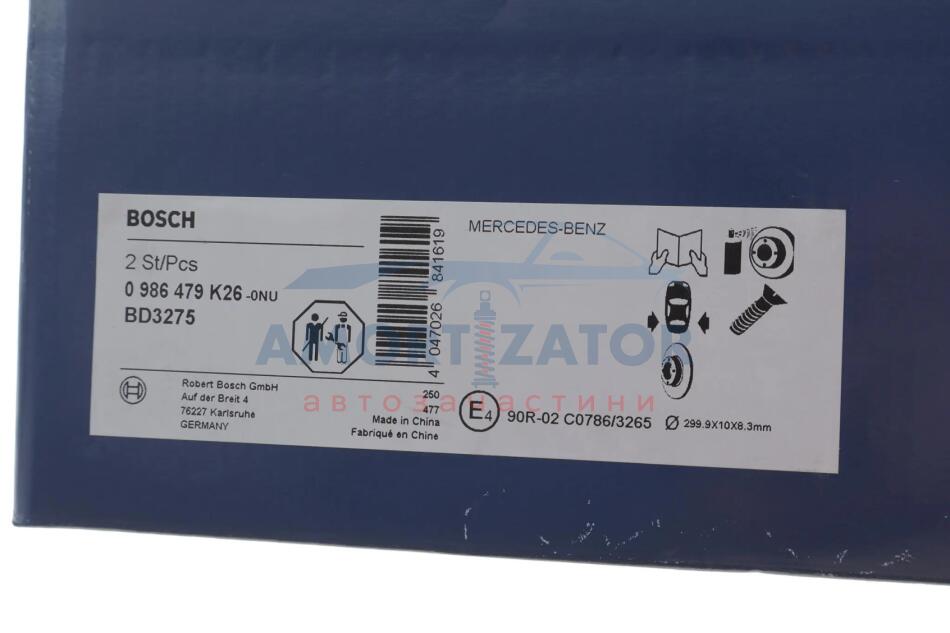 BOSCH
2 St/Pcs
0 986 479 K26 -0NU
BD3275
Robert Bosch GmbH
Auf der Breit 4
76227 Karlsruhe
GERMANY
4 047026 841619
250
477
Made in China
Fabriqué en Chine
MERCEDES-BENZ
E4 90R-02 C0786/3265 Ø 299.9X10X8.3mm
AMORTIZATOR
автозапчастини